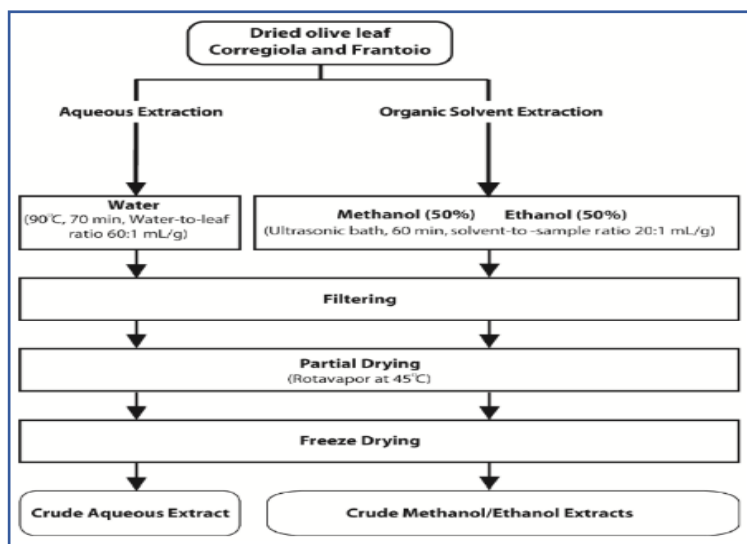 Dried olive leaf
Corregiola and Frantoio
Aqueous Extraction
Organic Solvent Extraction
Water
(90°C, 70 min, Water-to-leaf
ratio 60:1 mL/g)
Methanol (50%) Ethanol (50%)
(Ultrasonic bath, 60 min, solvent-to -sample ratio 20:1 mL/g)
Filtering
Partial Drying
(Rotavapor at 45°C)
Freeze Drying
Crude Aqueous Extract
Crude Methanol/Ethanol Extracts